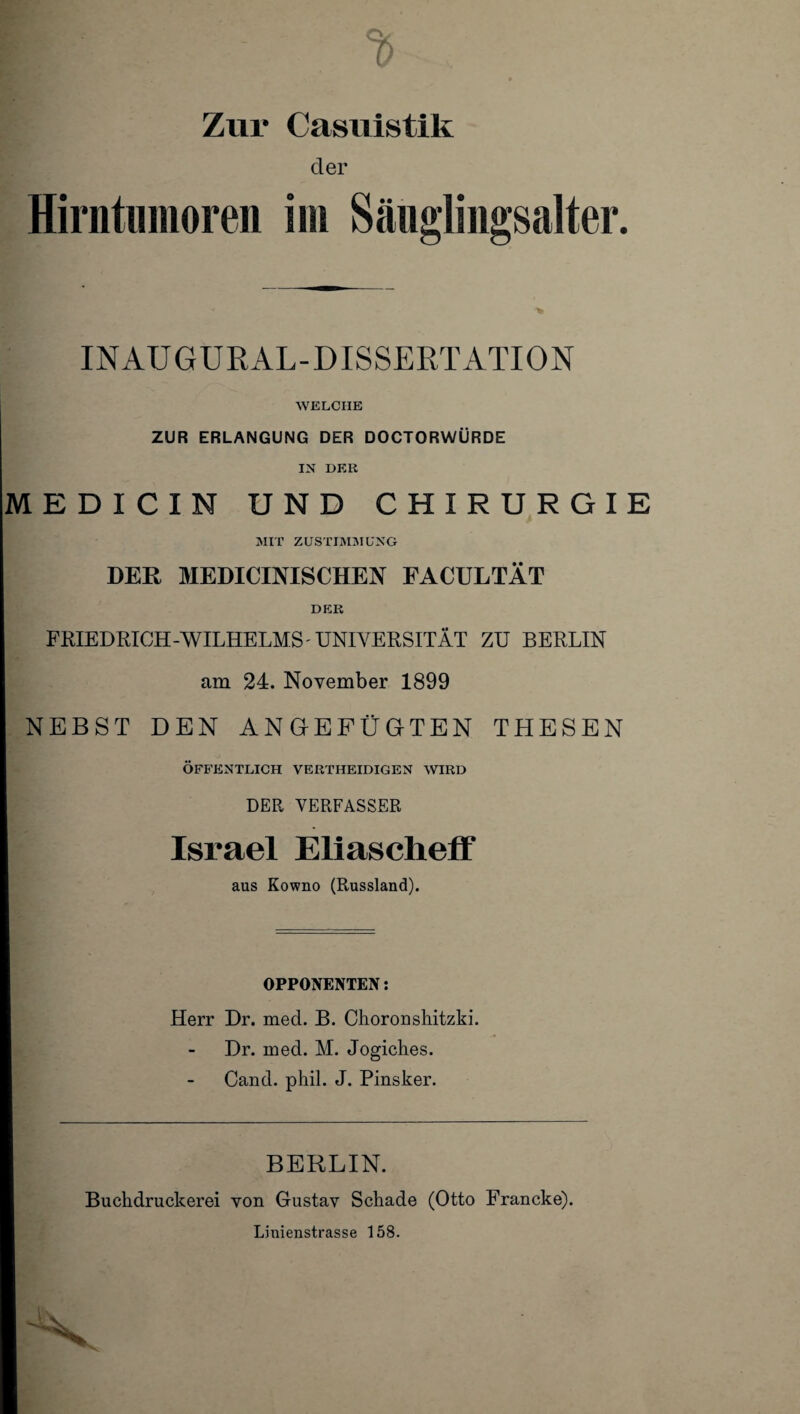 Zur Casuistik
der
Hirntumoren im Säuglingsalter.
INAUGURAL-DISSERTATION
WELCHE
ZUR ERLANGUNG DER DOCTORWÜRDE
IN DER
MEDICIN UND CHIRURGIE
MIT ZUSTIMMUNG
DER MEDICINISCHEN FACULTÄT
DER
FRIEDRICH-WILHELMS-UNIVERSITÄT ZU BERLIN
am 24. November 1899
NEBST DEN ANGEFÜGTEN THESEN
ÖFFENTLICH VERTHEIDIGEN WIRD
DER VERFASSER
Israel Eliascheff
aus Kowno (Russland).
OPPONENTEN:
Herr Dr. med. B. Choronshitzki.
- Dr. med. M. Jogiches.
- Cand. phil. J. Pinsker.
BERLIN.
Buchdruckerei von Gustav Schade (Otto Francke).
Linienstrasse 158.